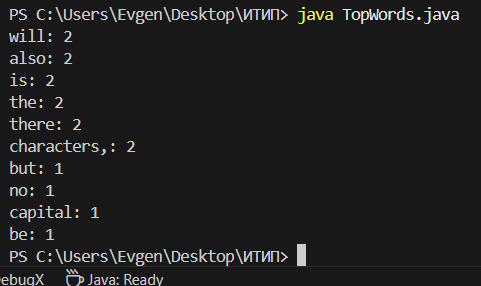 PS C:\Users\Evgen\Desktop\ИТИП> java TopWords.java
will: 2
also: 2
is: 2
the: 2
there: 2
characters,: 2
but: 1
no: 1
capital: 1
be: 1
PS C:\Users\Evgen\Desktop\ИТИП>
DebugX Java: Ready